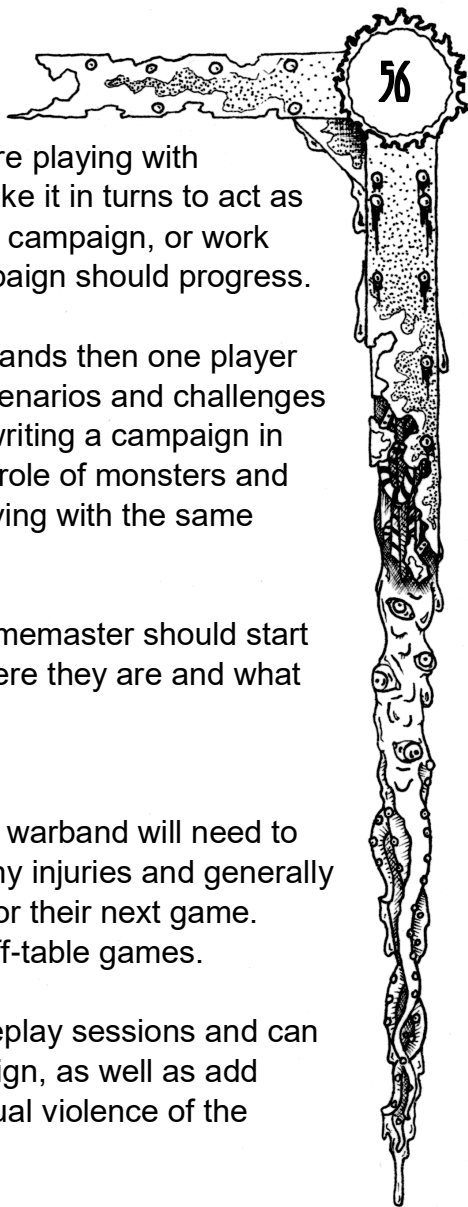 56
re playing with
ke it in turns to act as
campaign, or work
paign should progress.
ands then one player
enarios and challenges
writing a campaign in
role of monsters and
ving with the same
memaster should start
ere they are and what
warband will need to
ny injuries and generally
or their next game.
ff-table games.
eplay sessions and can
ign, as well as add
ual violence of the